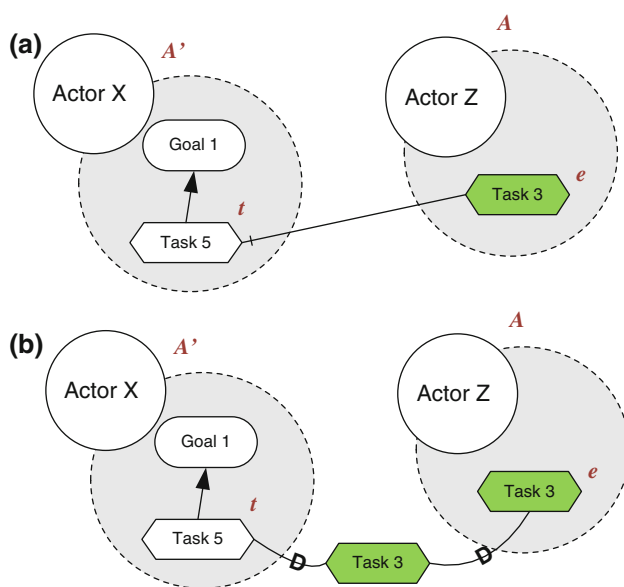 (a)
A'
A
Actor X
Actor Z
Goal 1
Task 3
e
t
Task 5
(b)
A'
A
Actor X
Actor Z
Goal 1
Task 3
e
t
Task 5
D
Task 3
D